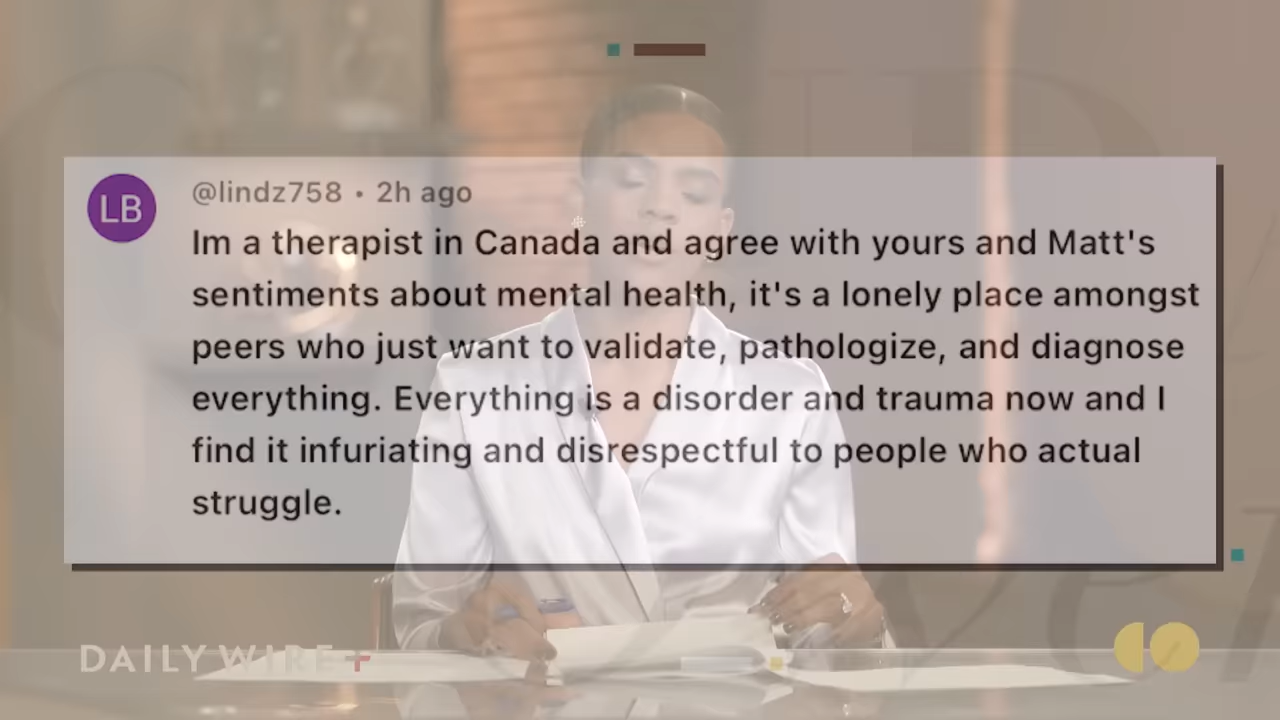 LB
@lindz758 • 2h ago
Im a therapist in Canada and agree with yours and Matt's
sentiments about mental health, it's a lonely place amongst
peers who just want to validate, pathologize, and diagnose
everything. Everything is a disorder and trauma now and I
find it infuriating and disrespectful to people who actual
struggle.
DAILYWIRE+